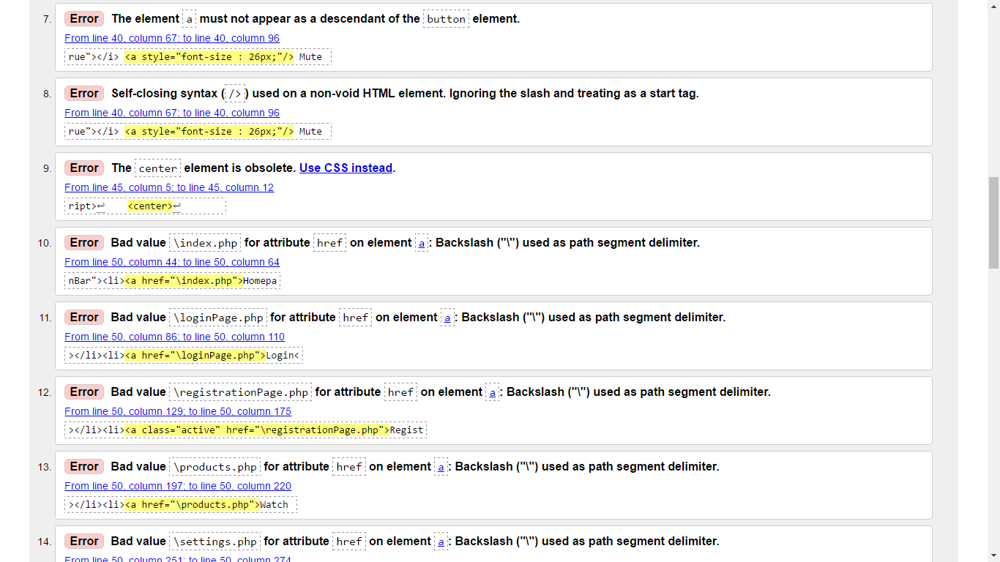 7. Error The element a must not appear as a descendant of the button element.
From line 40, column 67; to line 40, column 96
rue"></i> <a style="font-size : 26px;"/> Mute
8. Error Self-closing syntax (/>) used on a non-void HTML element. Ignoring the slash and treating as a start tag.
From line 40, column 67; to line 40, column 96
rue"></i> <a style="font-size : 26px;"/> Mute
9. Error The center element is obsolete. Use CSS instead.
From line 45, column 5; to line 45, column 12
ript>↩ <center>↩
10. Error Bad value \index.php for attribute href on element a: Backslash ("\") used as path segment delimiter.
From line 50, column 44; to line 50, column 64
nBar"><li><a href="\index.php">Homepa
11. Error Bad value \loginPage.php for attribute href on element a: Backslash ("\") used as path segment delimiter.
From line 50, column 86; to line 50, column 110
></li><li><a href="\loginPage.php">Login<
12. Error Bad value \registrationPage.php for attribute href on element a: Backslash ("\") used as path segment delimiter.
From line 50, column 129; to line 50, column 175
></li><li><a class="active" href="\registrationPage.php">Regist
13. Error Bad value \products.php for attribute href on element a: Backslash ("\") used as path segment delimiter.
From line 50, column 197; to line 50, column 220
></li><li><a href="\products.php">Watch
14. Error Bad value \settings.php for attribute href on element a: Backslash ("\") used as path segment delimiter.
From line 50, column 251; to line 50, column 274